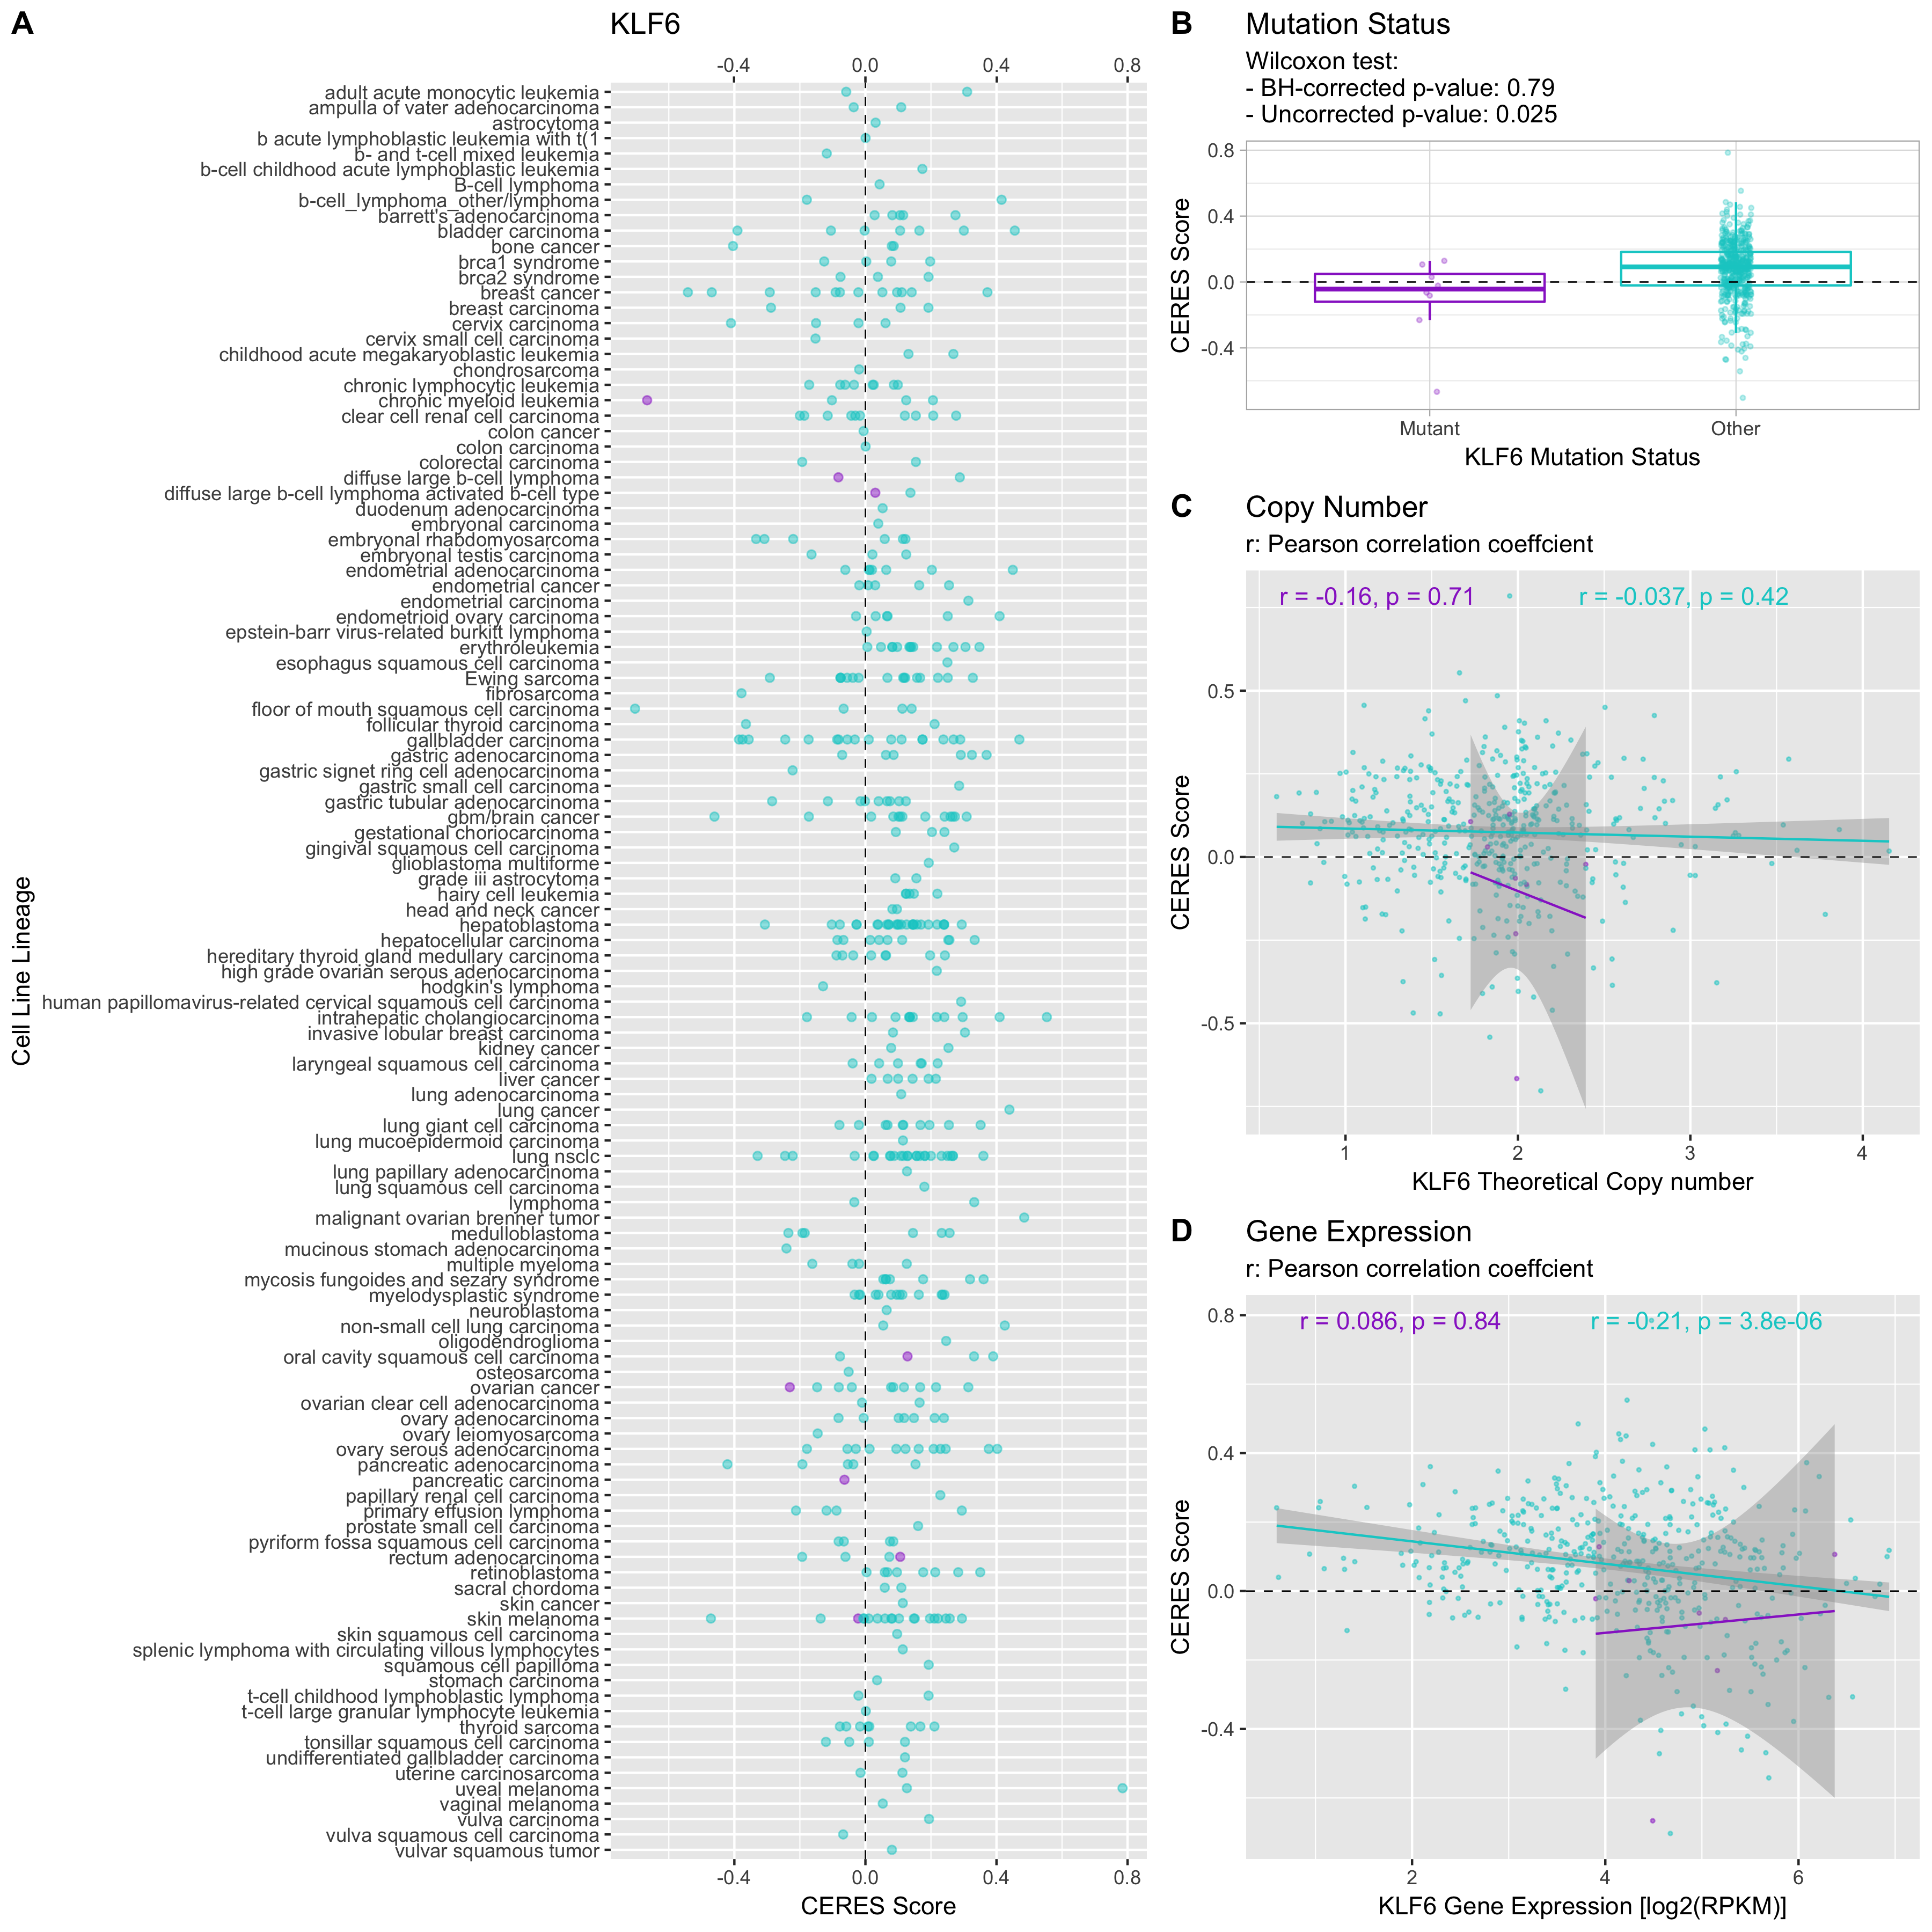 A
KLF6
-0.4 0.0 0.4 0.8
adult acute monocytic leukemia
ampulla of vater adenocarcinoma
astrocytoma
b acute lymphoblastic leukemia with t(1
b- and t-cell mixed leukemia
b-cell childhood acute lymphoblastic leukemia
B-cell lymphoma
b-cell_lymphoma_other/lymphoma
barrett's adenocarcinoma
bladder carcinoma
bone cancer
brca1 syndrome
brca2 syndrome
breast cancer
breast carcinoma
cervix carcinoma
cervix small cell carcinoma
childhood acute megakaryoblastic leukemia
chondrosarcoma
chronic lymphocytic leukemia
chronic myeloid leukemia
clear cell renal cell carcinoma
colon cancer
colon carcinoma
colorectal carcinoma
diffuse large b-cell lymphoma
diffuse large b-cell lymphoma activated b-cell type
duodenum adenocarcinoma
embryonal carcinoma
embryonal rhabdomyosarcoma
embryonal testis carcinoma
endometrial adenocarcinoma
endometrial cancer
endometrial carcinoma
endometrioid ovary carcinoma
epstein-barr virus-related burkitt lymphoma
erythroleukemia
esophagus squamous cell carcinoma
Ewing sarcoma
fibrosarcoma
floor of mouth squamous cell carcinoma
follicular thyroid carcinoma
gallbladder carcinoma
gastric adenocarcinoma
gastric signet ring cell adenocarcinoma
gastric small cell carcinoma
gastric tubular adenocarcinoma
gbm/brain cancer
gestational choriocarcinoma
gingival squamous cell carcinoma
glioblastoma multiforme
grade iii astrocytoma
hairy cell leukemia
head and neck cancer
hepatoblastoma
hepatocellular carcinoma
hereditary thyroid gland medullary carcinoma
high grade ovarian serous adenocarcinoma
hodgkin's lymphoma
human papillomavirus-related cervical squamous cell carcinoma
intrahepatic cholangiocarcinoma
invasive lobular breast carcinoma
kidney cancer
laryngeal squamous cell carcinoma
liver cancer
lung adenocarcinoma
lung cancer
lung giant cell carcinoma
lung mucoepidermoid carcinoma
lung nsclc
lung papillary adenocarcinoma
lung squamous cell carcinoma
lymphoma
malignant ovarian brenner tumor
medulloblastoma
mucinous stomach adenocarcinoma
multiple myeloma
mycosis fungoides and sezary syndrome
myelodysplastic syndrome
neuroblastoma
non-small cell lung carcinoma
oligodendroglioma
oral cavity squamous cell carcinoma
osteosarcoma
ovarian cancer
ovarian clear cell adenocarcinoma
ovary adenocarcinoma
ovary leiomyosarcoma
ovary serous adenocarcinoma
pancreatic adenocarcinoma
pancreatic carcinoma
papillary renal cell carcinoma
primary effusion lymphoma
prostate small cell carcinoma
pyriform fossa squamous cell carcinoma
rectum adenocarcinoma
retinoblastoma
sacral chordoma
skin cancer
skin melanoma
skin squamous cell carcinoma
splenic lymphoma with circulating villous lymphocytes
squamous cell papilloma
stomach carcinoma
t-cell childhood lymphoblastic lymphoma
t-cell large granular lymphocyte leukemia
thyroid sarcoma
tonsillar squamous cell carcinoma
undifferentiated gallbladder carcinoma
uterine carcinosarcoma
uveal melanoma
vaginal melanoma
vulva carcinoma
vulva squamous cell carcinoma
vulvar squamous tumor
-0.4 0.0 0.4 0.8
CERES Score
Cell Line Lineage
B
Mutation Status
Wilcoxon test:
- BH-corrected p-value: 0.79
- Uncorrected p-value: 0.025
0.8
0.4
0.0
-0.4
CERES Score
Mutant Other
KLF6 Mutation Status
C
Copy Number
r: Pearson correlation coeffcient
r = -0.16, p = 0.71 r = -0.037, p = 0.42
0.5
0.0
-0.5
CERES Score
1 2 3 4
KLF6 Theoretical Copy number
D
Gene Expression
r: Pearson correlation coeffcient
r = 0.086, p = 0.84 r = -0.21, p = 3.8e-06
0.8
0.4
0.0
-0.4
CERES Score
2 4 6
KLF6 Gene Expression [log2(RPKM)]